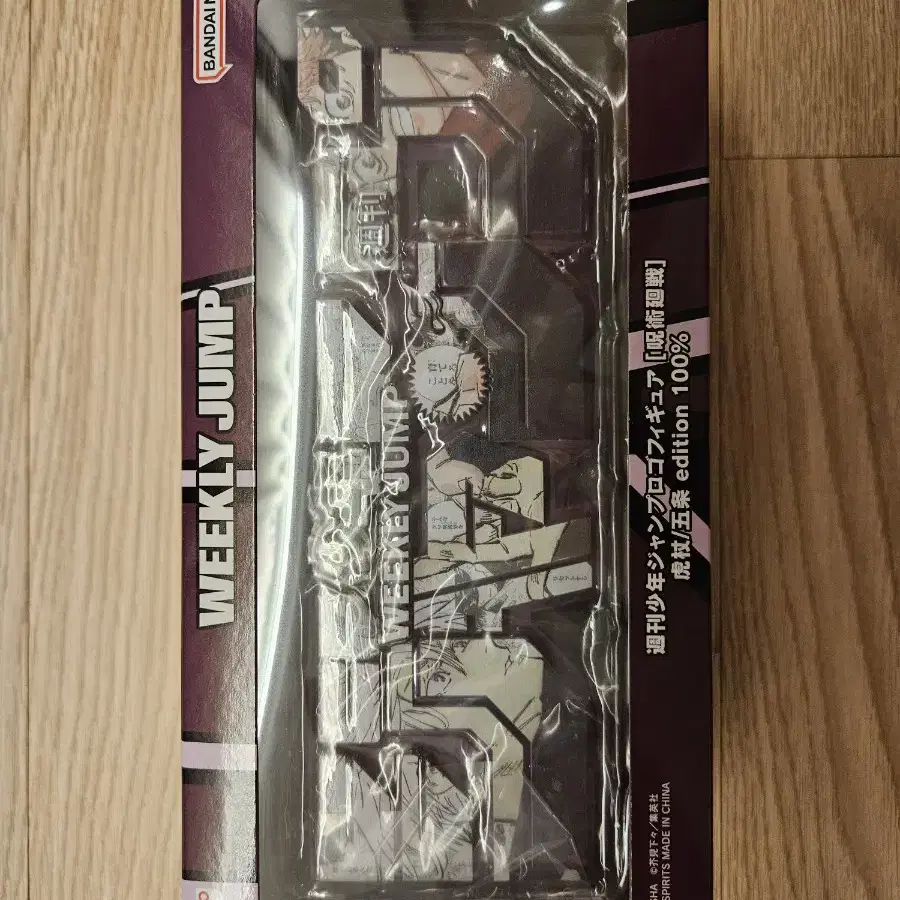 BANDAI N
WEEKLY JUMP
週刊
WEEKLY JUMP
週刊少年ジャンプロゴフィギュア [呪術廻戦]
虎杖/五条 edition 100%
SHA ©芥見下々/集英社
SPIRITS MADE IN CHINA